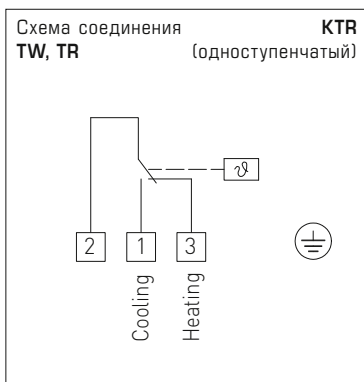 Схема соединения KTR
TW, TR (одноступенчатый)
ϑ
2 1 3
Cooling
Heating